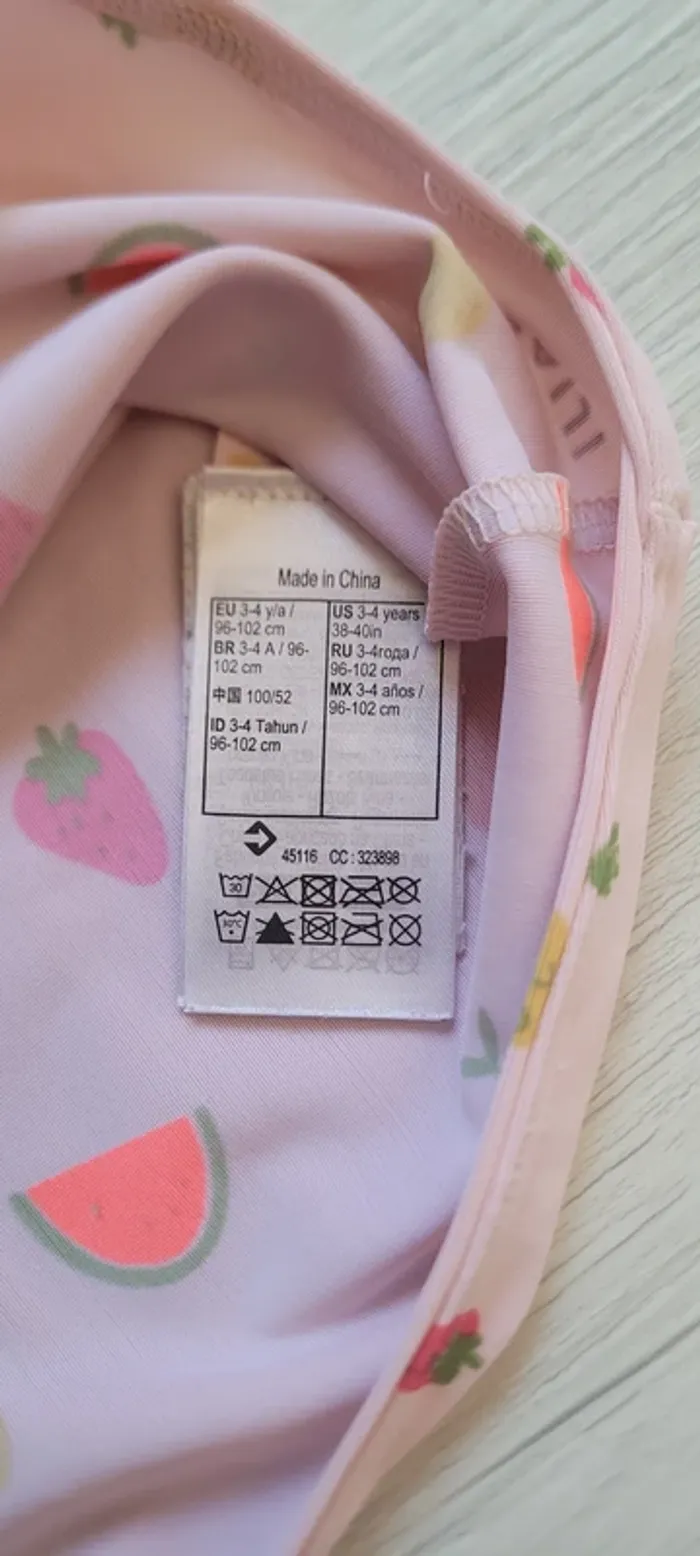 Made in China
EU 3-4 y/a /
96-102 cm
BR 3-4 A / 96-
102 cm
中国 100/52
ID 3-4 Tahun /
96-102 cm
US 3-4 years
38-40in
RU 3-4года /
96-102 cm
MX 3-4 años /
96-102 cm
45116 CC : 323898
30
30°C